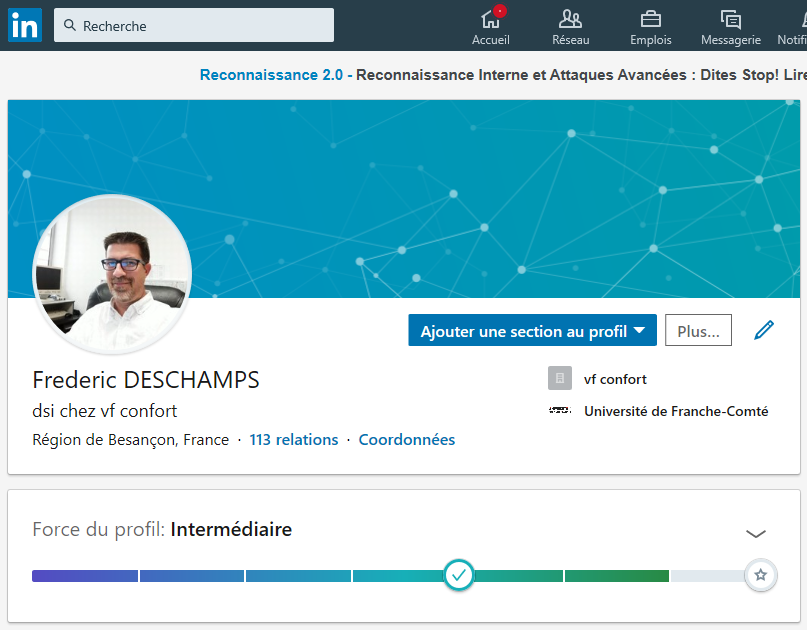 in
Recherche
Accueil
Réseau
Emplois
Messagerie
Notifi
Reconnaissance 2.0 - Reconnaissance Interne et Attaques Avancées : Dites Stop! Lire
Ajouter une section au profil
Plus...
Frederic DESCHAMPS
vf confort
dsi chez vf confort
Université de Franche-Comté
Région de Besançon, France · 113 relations · Coordonnées
Force du profil: Intermédiaire